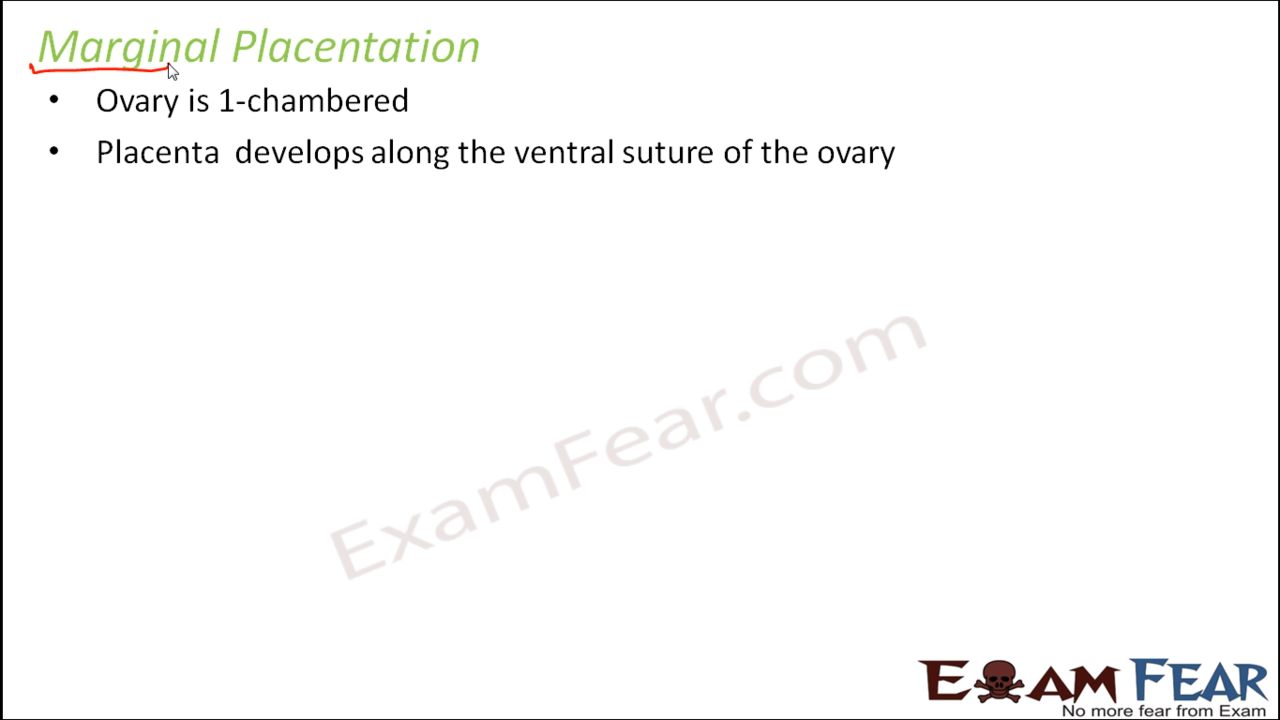 Marginal Placentation
• Ovary is 1-chambered
• Placenta develops along the ventral suture of the ovary
ExamFear.com
EXAM FEAR
No more fear from Exam